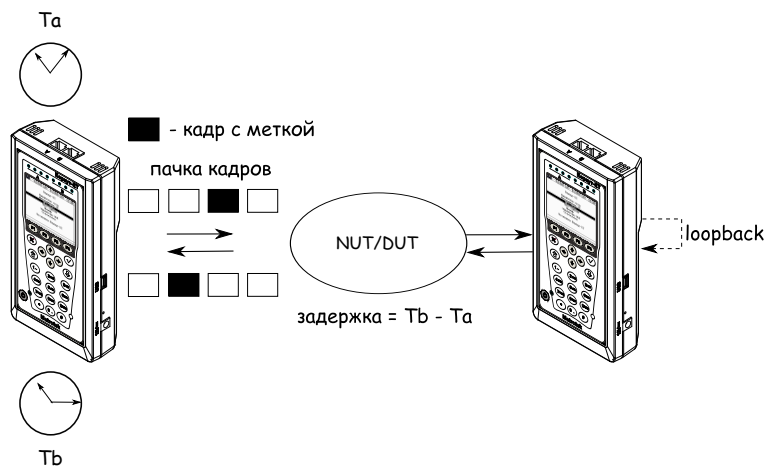 Ta
- кадр с меткой
пачка кадров
NUT/DUT
loopback
задержка = Tb - Ta
Tb